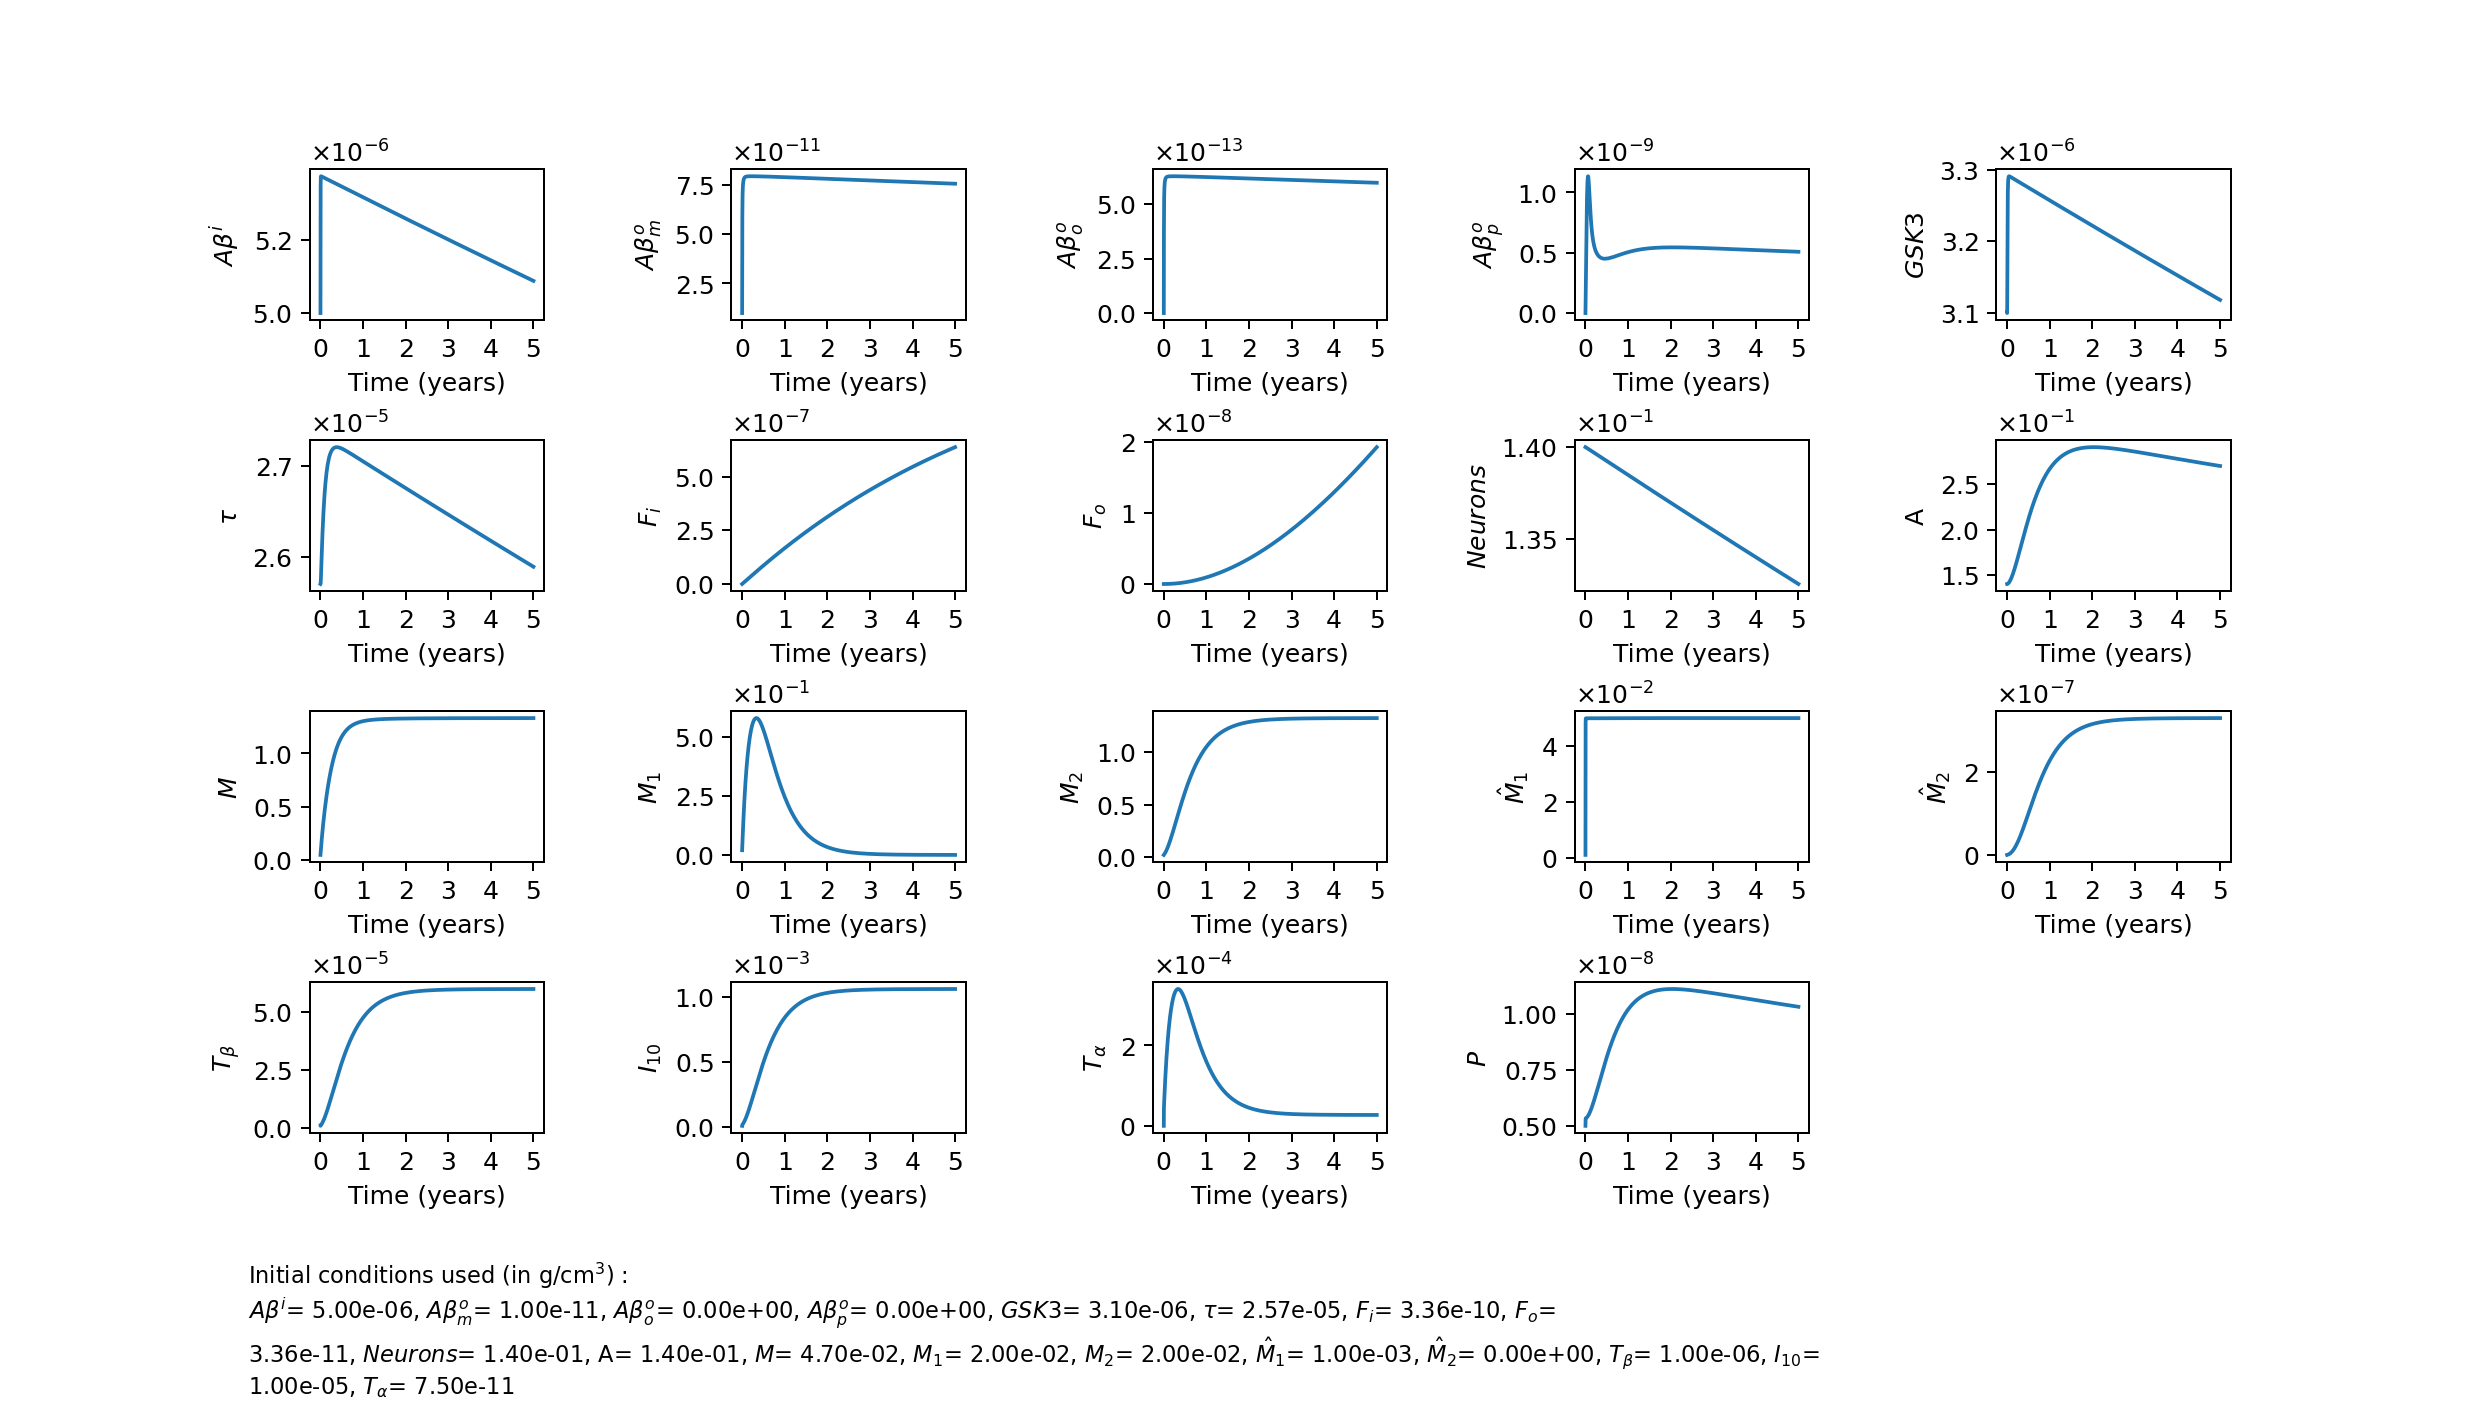 ×10⁻⁶ ×10⁻¹¹ ×10⁻¹³ ×10⁻⁹ ×10⁻⁶
Aβⁱ 5.2 5.0
Aβᵒₘ 7.5 5.0 2.5
Aβᵒₒ 5.0 2.5 0.0
Aβᵒₚ 1.0 0.5 0.0
GSK3 3.3 3.2 3.1
0 1 2 3 4 5 0 1 2 3 4 5 0 1 2 3 4 5 0 1 2 3 4 5 0 1 2 3 4 5
Time (years) Time (years) Time (years) Time (years) Time (years)
×10⁻⁵ ×10⁻⁷ ×10⁻⁸ ×10⁻¹ ×10⁻¹
τ 2.7 2.6
Fᵢ 5.0 2.5 0.0
Fₒ 2 1 0
Neurons 1.40 1.35
A 2.5 2.0 1.5
0 1 2 3 4 5 0 1 2 3 4 5 0 1 2 3 4 5 0 1 2 3 4 5 0 1 2 3 4 5
Time (years) Time (years) Time (years) Time (years) Time (years)
×10⁻¹ ×10⁻² ×10⁻⁷
M 1.0 0.5 0.0
M₁ 5.0 2.5 0.0
M₂ 1.0 0.5 0.0
M̂₁ 4 2 0
M̂₂ 2 0
0 1 2 3 4 5 0 1 2 3 4 5 0 1 2 3 4 5 0 1 2 3 4 5 0 1 2 3 4 5
Time (years) Time (years) Time (years) Time (years) Time (years)
×10⁻⁵ ×10⁻³ ×10⁻⁴ ×10⁻⁸
Tᵦ 5.0 2.5 0.0
I₁₀ 1.0 0.5 0.0
T_α 2 0
P 1.00 0.75 0.50
0 1 2 3 4 5 0 1 2 3 4 5 0 1 2 3 4 5 0 1 2 3 4 5
Time (years) Time (years) Time (years) Time (years)
Initial conditions used (in g/cm³) :
Aβⁱ= 5.00e-06, Aβᵒₘ= 1.00e-11, Aβᵒₒ= 0.00e+00, Aβᵒₚ= 0.00e+00, GSK3= 3.10e-06, τ= 2.57e-05, Fᵢ= 3.36e-10, Fₒ=
3.36e-11, Neurons= 1.40e-01, A= 1.40e-01, M= 4.70e-02, M₁= 2.00e-02, M₂= 2.00e-02, M̂₁= 1.00e-03, M̂₂= 0.00e+00, Tᵦ= 1.00e-06, I₁₀=
1.00e-05, T_α= 7.50e-11